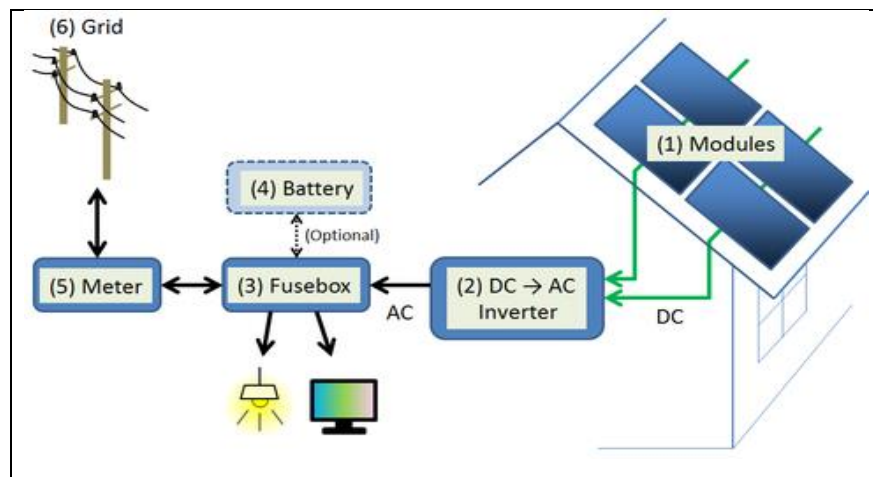 (6) Grid
(1) Modules
(4) Battery
(Optional)
(5) Meter
(3) Fusebox
AC
(2) DC → AC
Inverter
DC